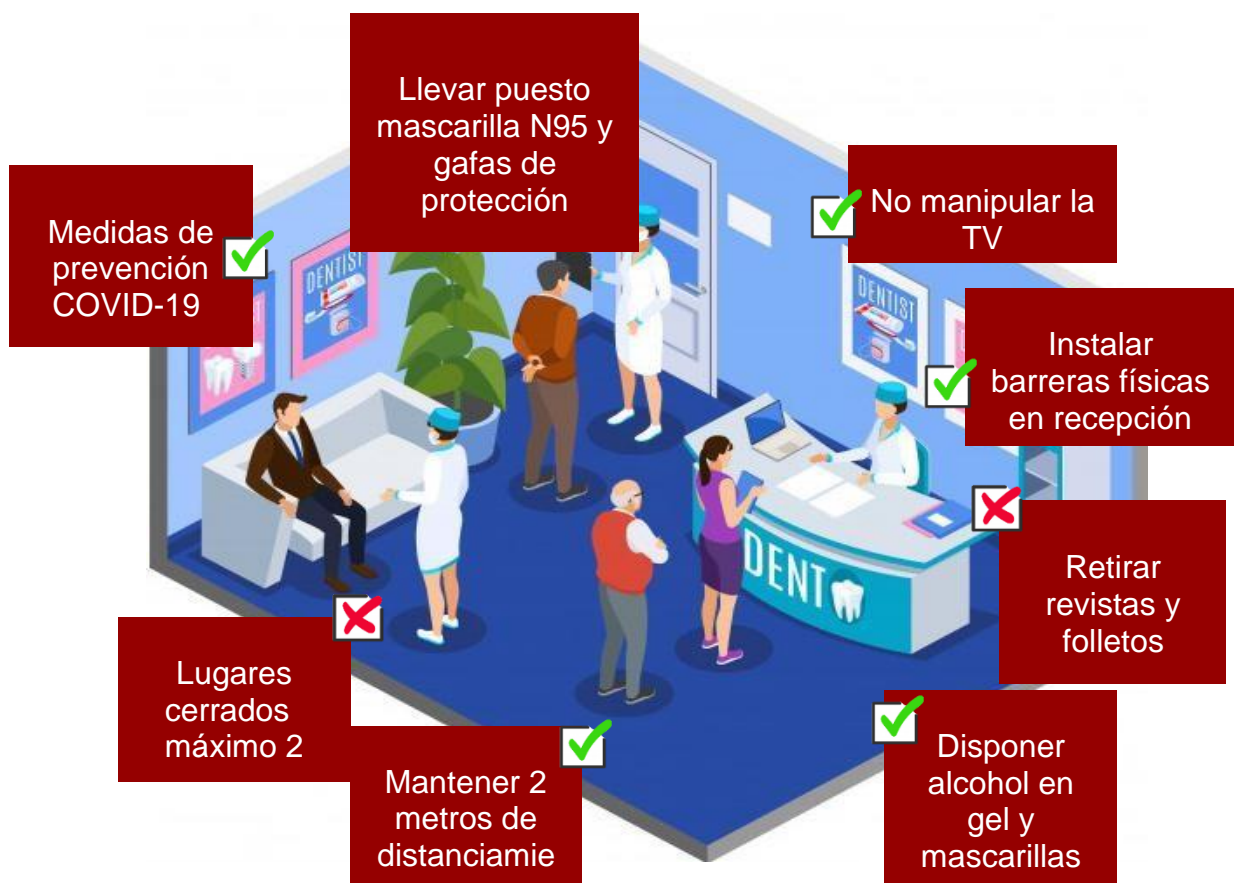 Llevar puesto
mascarilla N95 y
gafas de
protección
Medidas de
prevención
COVID-19
No manipular la
TV
Instalar
barreras físicas
en recepción
Retirar
revistas y
folletos
Lugares
cerrados
máximo 2
Mantener 2
metros de
distanciamie
Disponer
alcohol en
gel y
mascarillas
DENTIST
DENTIST
DENT